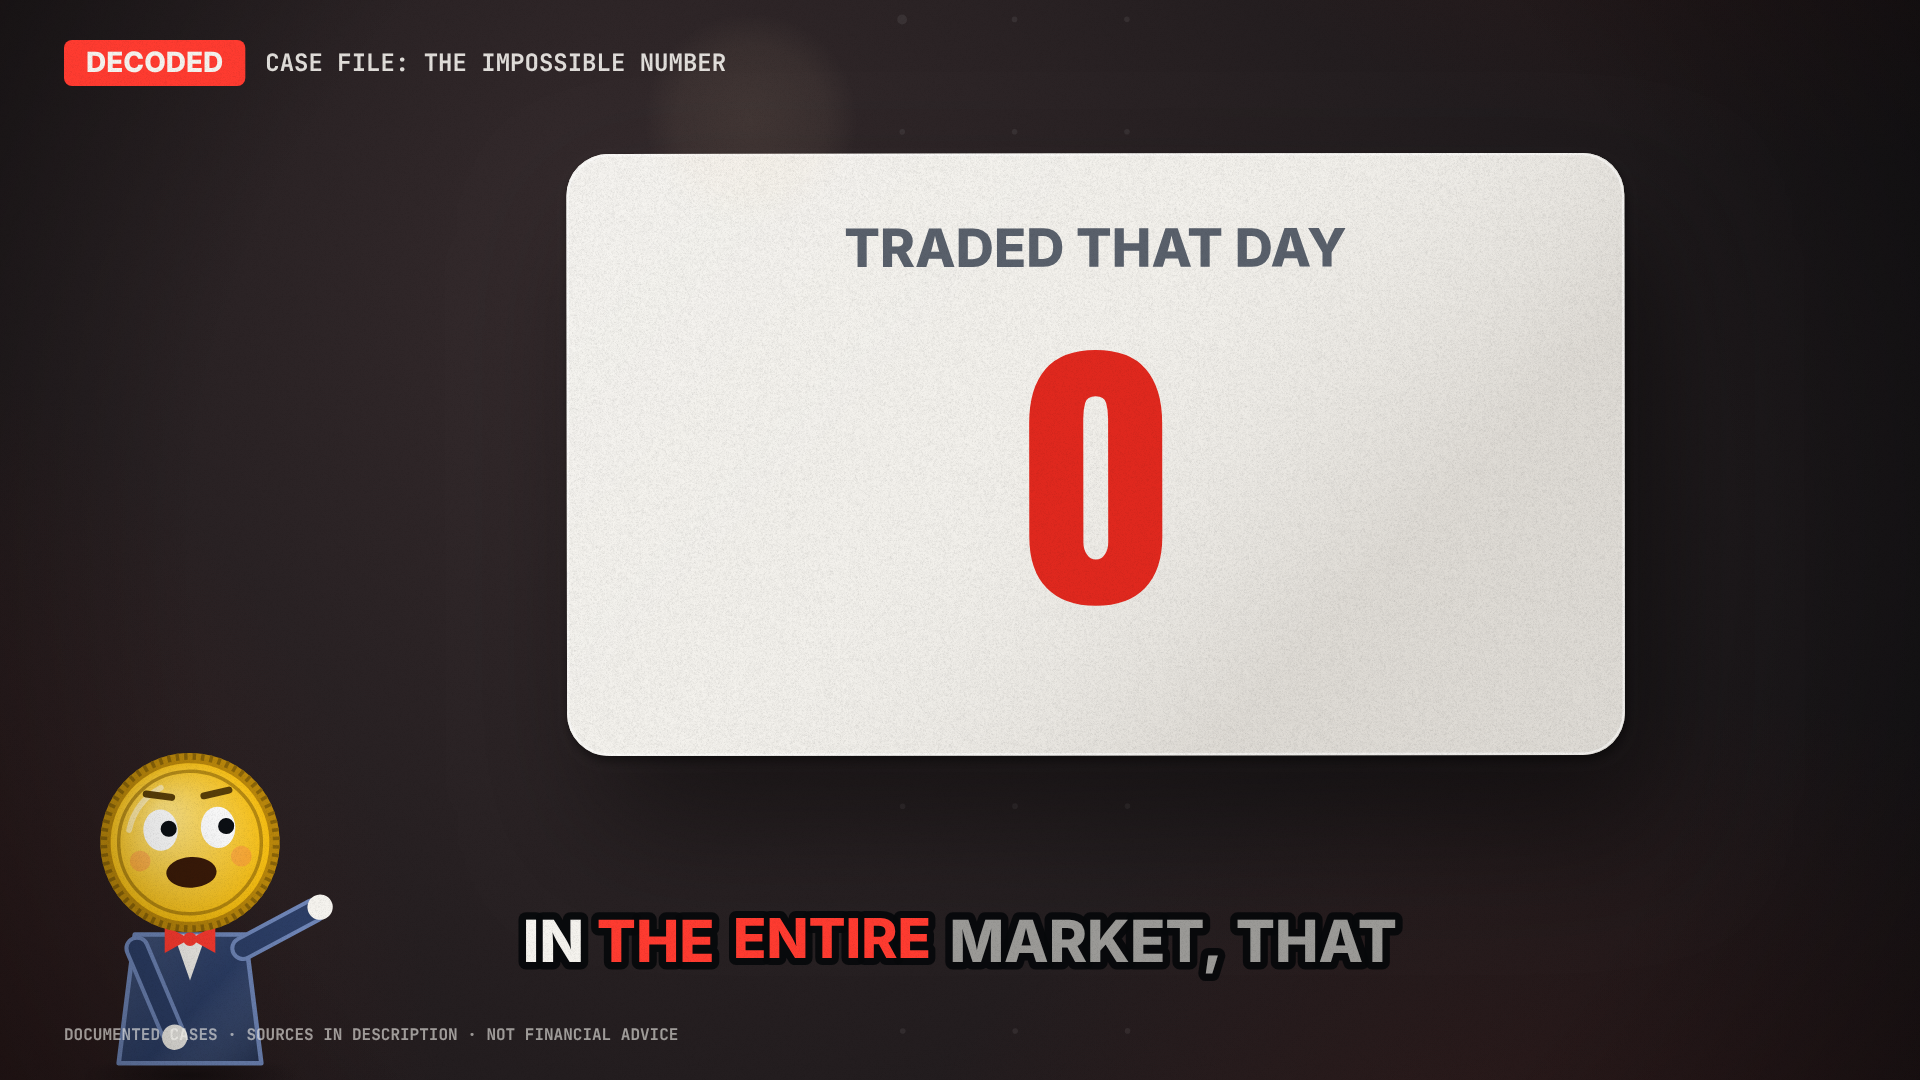 DECODED CASE FILE: THE IMPOSSIBLE NUMBER
TRADED THAT DAY
0
IN THE ENTIRE MARKET, THAT
DOCUMENTED CASES · SOURCES IN DESCRIPTION · NOT FINANCIAL ADVICE